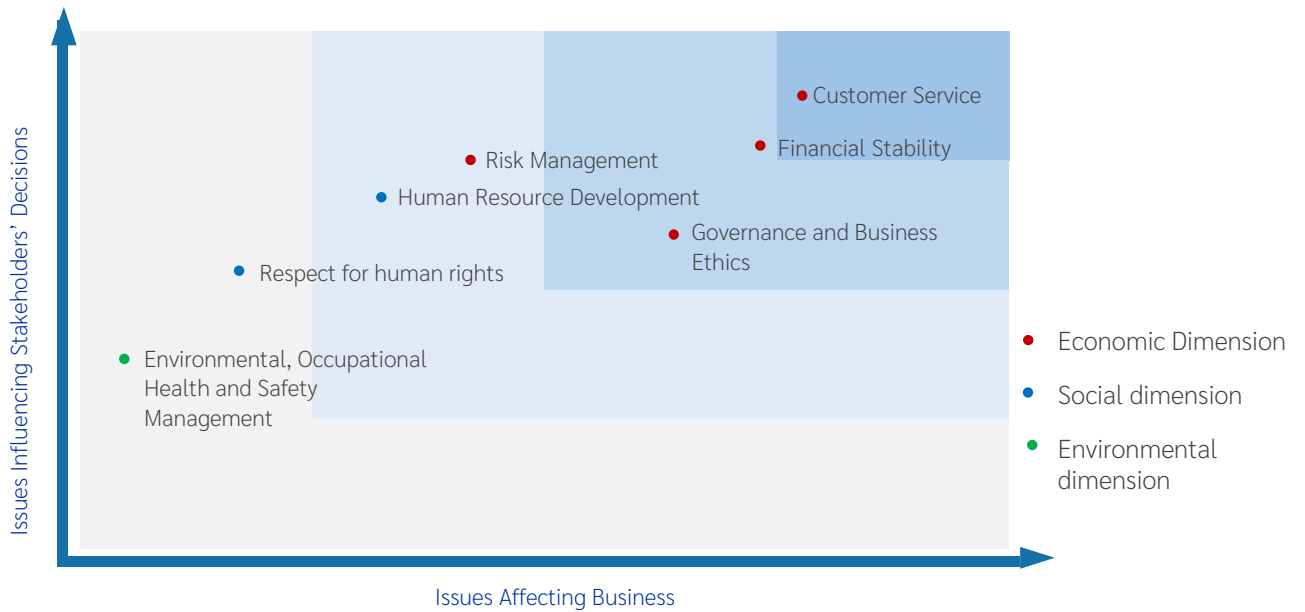 Issues Influencing Stakeholders’ Decisions
Customer Service
Financial Stability
Risk Management
Human Resource Development
Governance and Business
Ethics
Respect for human rights
Environmental, Occupational
Health and Safety
Management
Economic Dimension
Social dimension
Environmental
dimension
Issues Affecting Business